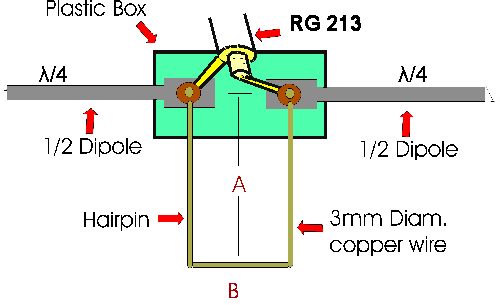 Plastic Box
RG 213
λ/4
λ/4
1/2 Dipole
1/2 Dipole
A
Hairpin
3mm Diam.
copper wire
B